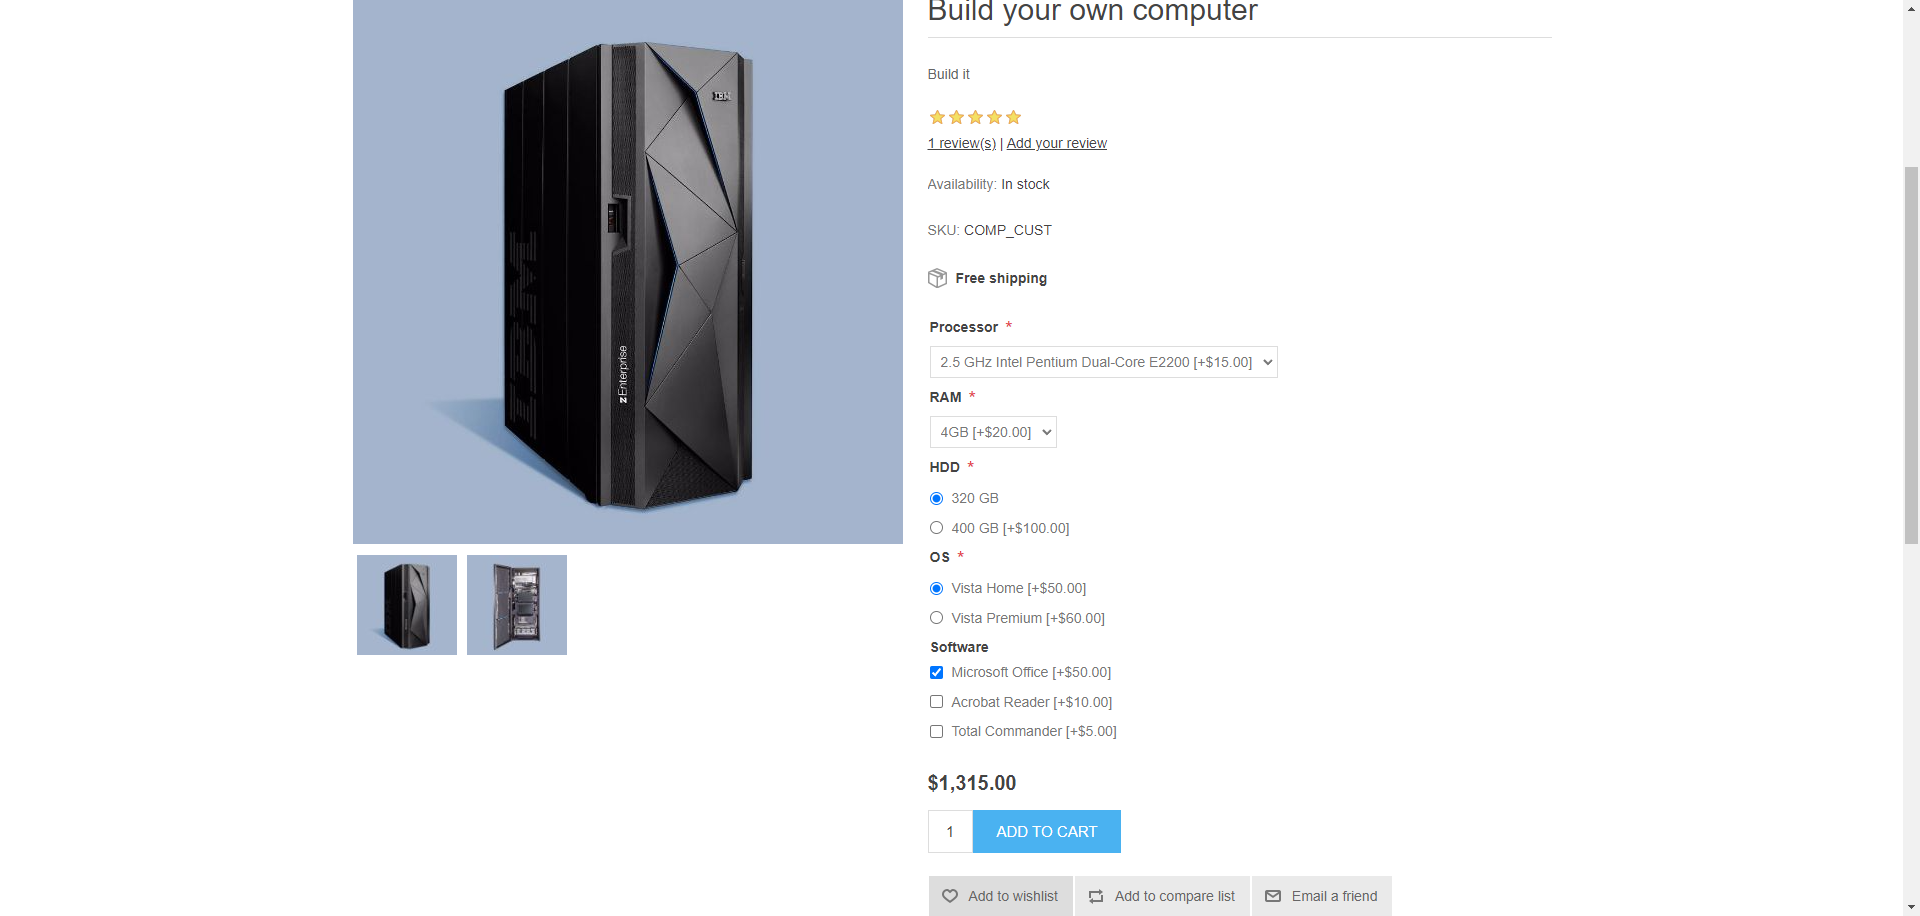 Build your own computer
IBM
IBM
zEnterprise
Build it
1 review(s) | Add your review
Availability: In stock
SKU: COMP_CUST
Free shipping
Processor *
2.5 GHz Intel Pentium Dual-Core E2200 [+$15.00]
RAM *
4GB [+$20.00]
HDD *
320 GB
400 GB [+$100.00]
OS *
Vista Home [+$50.00]
Vista Premium [+$60.00]
Software
Microsoft Office [+$50.00]
Acrobat Reader [+$10.00]
Total Commander [+$5.00]
$1,315.00
1
ADD TO CART
Add to wishlist
Add to compare list
Email a friend